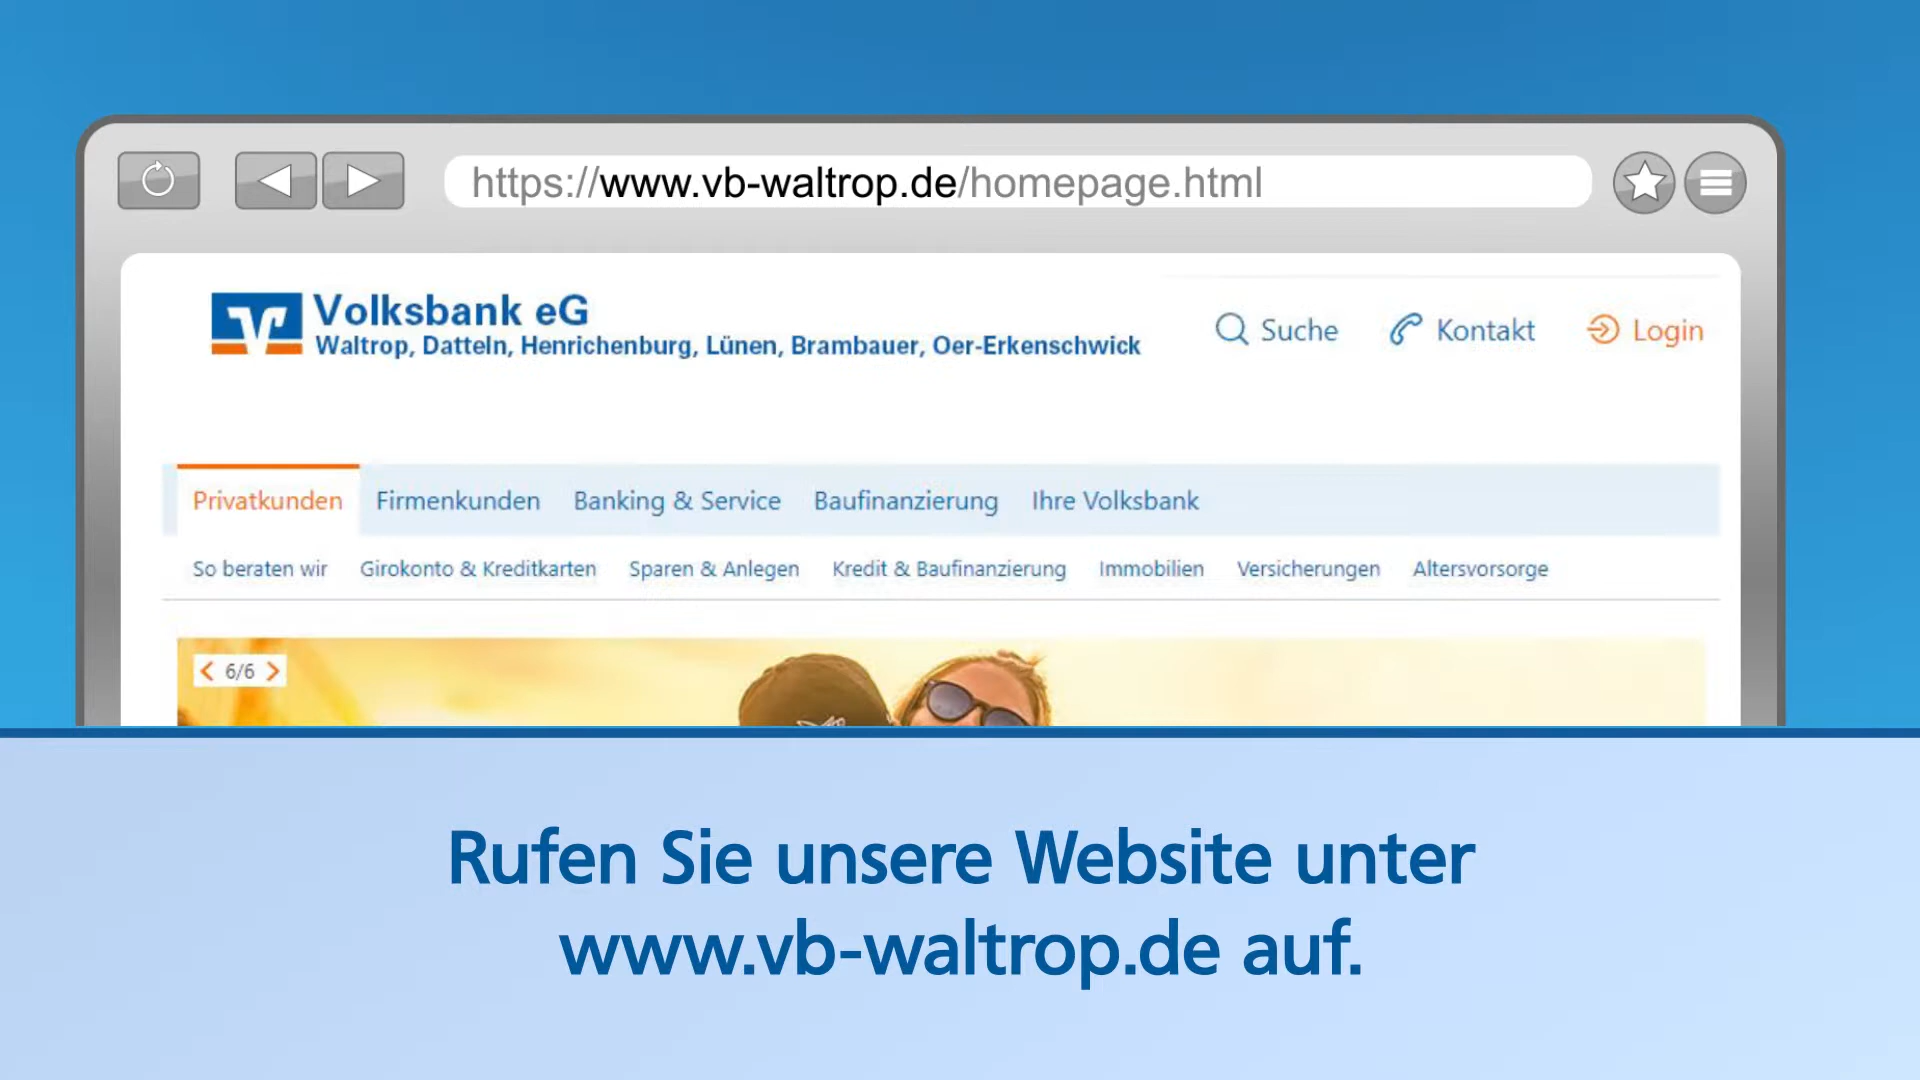 https://www.vb-waltrop.de/homepage.html
Volksbank eG
Waltrop, Datteln, Henrichenburg, Lünen, Brambauer, Oer-Erkenschwick
Suche Kontakt Login
Privatkunden Firmenkunden Banking & Service Baufinanzierung Ihre Volksbank
So beraten wir Girokonto & Kreditkarten Sparen & Anlegen Kredit & Baufinanzierung Immobilien Versicherungen Altersvorsorge
6/6
Rufen Sie unsere Website unter
www.vb-waltrop.de auf.